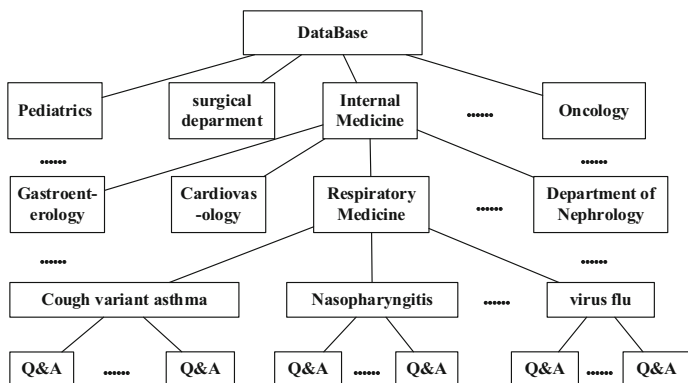 DataBase
Pediatrics
surgical
deparment
Internal
Medicine
......
Oncology
......
......
Gastroent-
erology
Cardiovas
-ology
Respiratory
Medicine
......
Department of
Nephrology
......
......
Cough variant asthma
Nasopharyngitis
......
virus flu
Q&A
......
Q&A
Q&A
......
Q&A
Q&A
......
Q&A